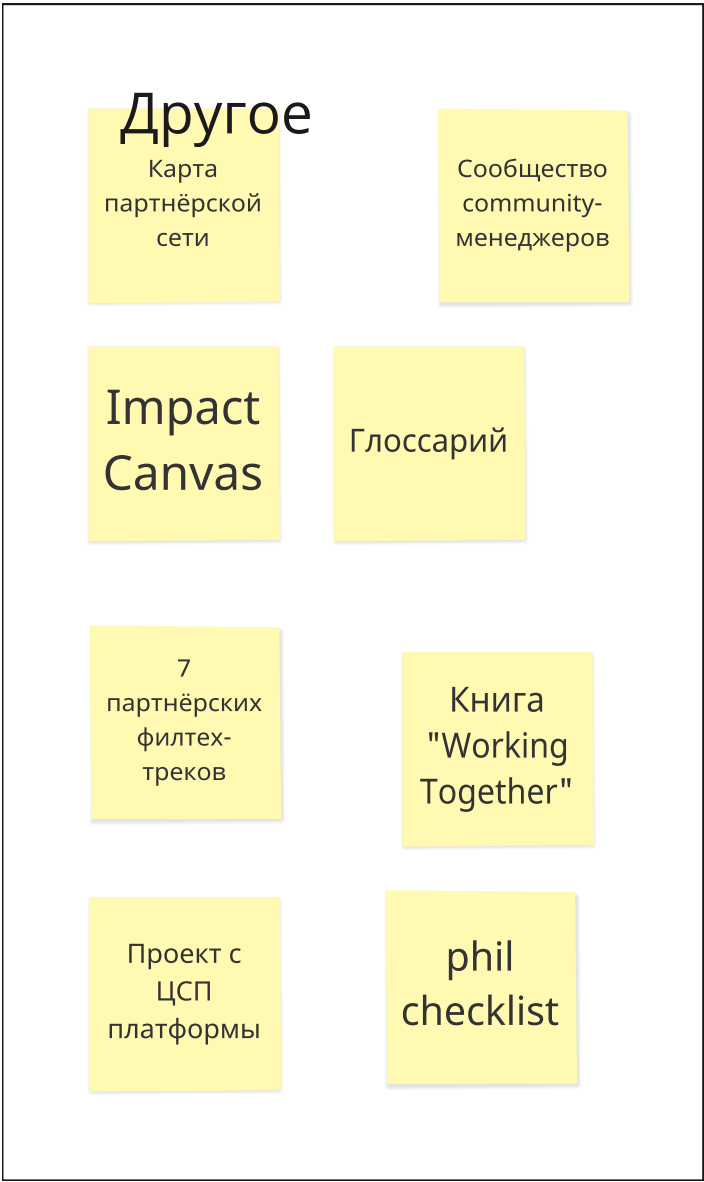 Другое
Карта
партнёрской
сети
Сообщество
community-
менеджеров
Impact
Canvas
Глоссарий
7
партнёрских
филтех-
треков
Книга
"Working
Together"
Проект с
ЦСП
платформы
phil
checklist